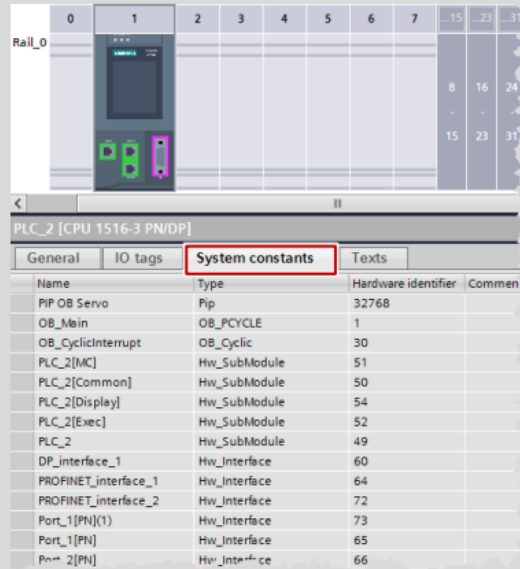 0 1 2 3 4 5 6 7 ...15 ...23 ...31
Rail_0
8 16 24
. . .
15 23 31
SIEMENS
PLC_2 [CPU 1516-3 PN/DP]
General IO tags System constants Texts
Name Type Hardware identifier Commen
PIP OB Servo Pip 32768
OB_Main OB_PCYCLE 1
OB_CyclicInterrupt OB_Cyclic 30
PLC_2[MC] Hw_SubModule 51
PLC_2[Common] Hw_SubModule 50
PLC_2[Display] Hw_SubModule 54
PLC_2[Exec] Hw_SubModule 52
PLC_2 Hw_SubModule 49
DP_interface_1 Hw_Interface 60
PROFINET_interface_1 Hw_Interface 64
PROFINET_interface_2 Hw_Interface 72
Port_1[PN](1) Hw_Interface 73
Port_1[PN] Hw_Interface 65
Port_2[PN] Hw_Interface 66